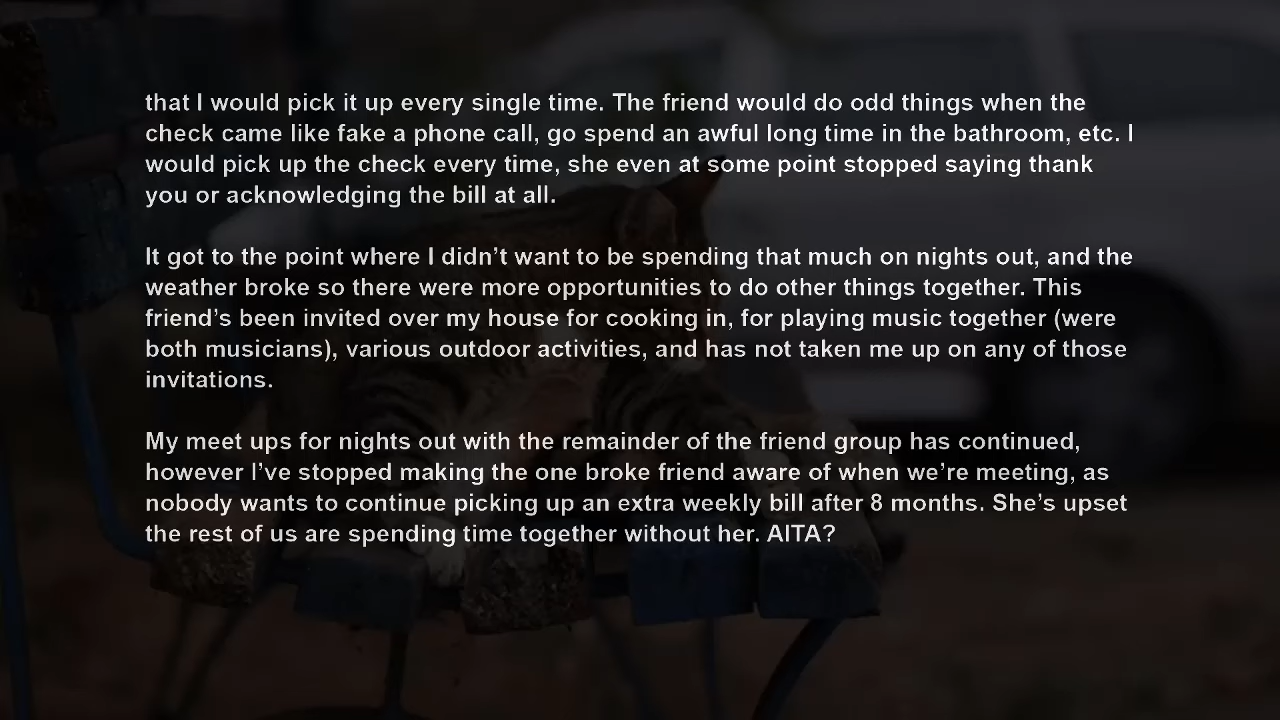 that I would pick it up every single time. The friend would do odd things when the
check came like fake a phone call, go spend an awful long time in the bathroom, etc. I
would pick up the check every time, she even at some point stopped saying thank
you or acknowledging the bill at all.
It got to the point where I didn't want to be spending that much on nights out, and the
weather broke so there were more opportunities to do other things together. This
friend's been invited over my house for cooking in, for playing music together (were
both musicians), various outdoor activities, and has not taken me up on any of those
invitations.
My meet ups for nights out with the remainder of the friend group has continued,
however I've stopped making the one broke friend aware of when we're meeting, as
nobody wants to continue picking up an extra weekly bill after 8 months. She's upset
the rest of us are spending time together without her. AITA?